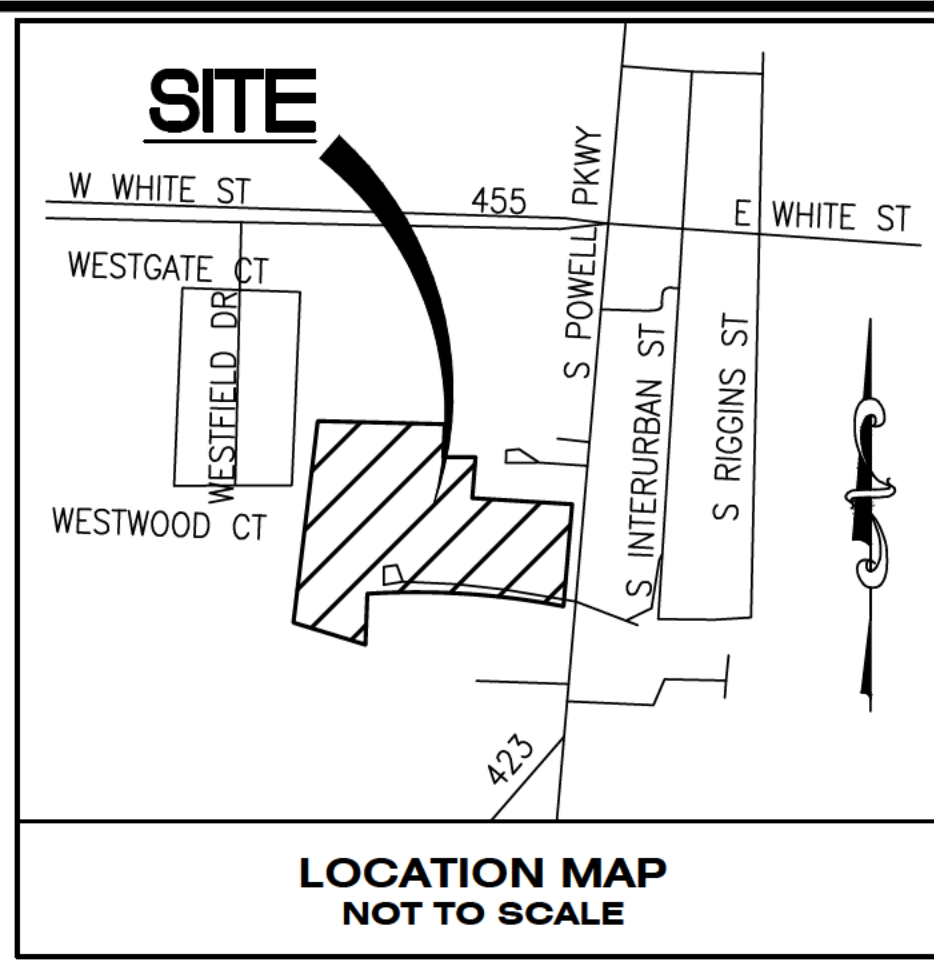 SITE
W WHITE ST
455
S POWELL PKWY
E WHITE ST
WESTGATE CT
WESTFIELD DR
S INTERURBAN ST
S RIGGINS ST
WESTWOOD CT
423
LOCATION MAP
NOT TO SCALE